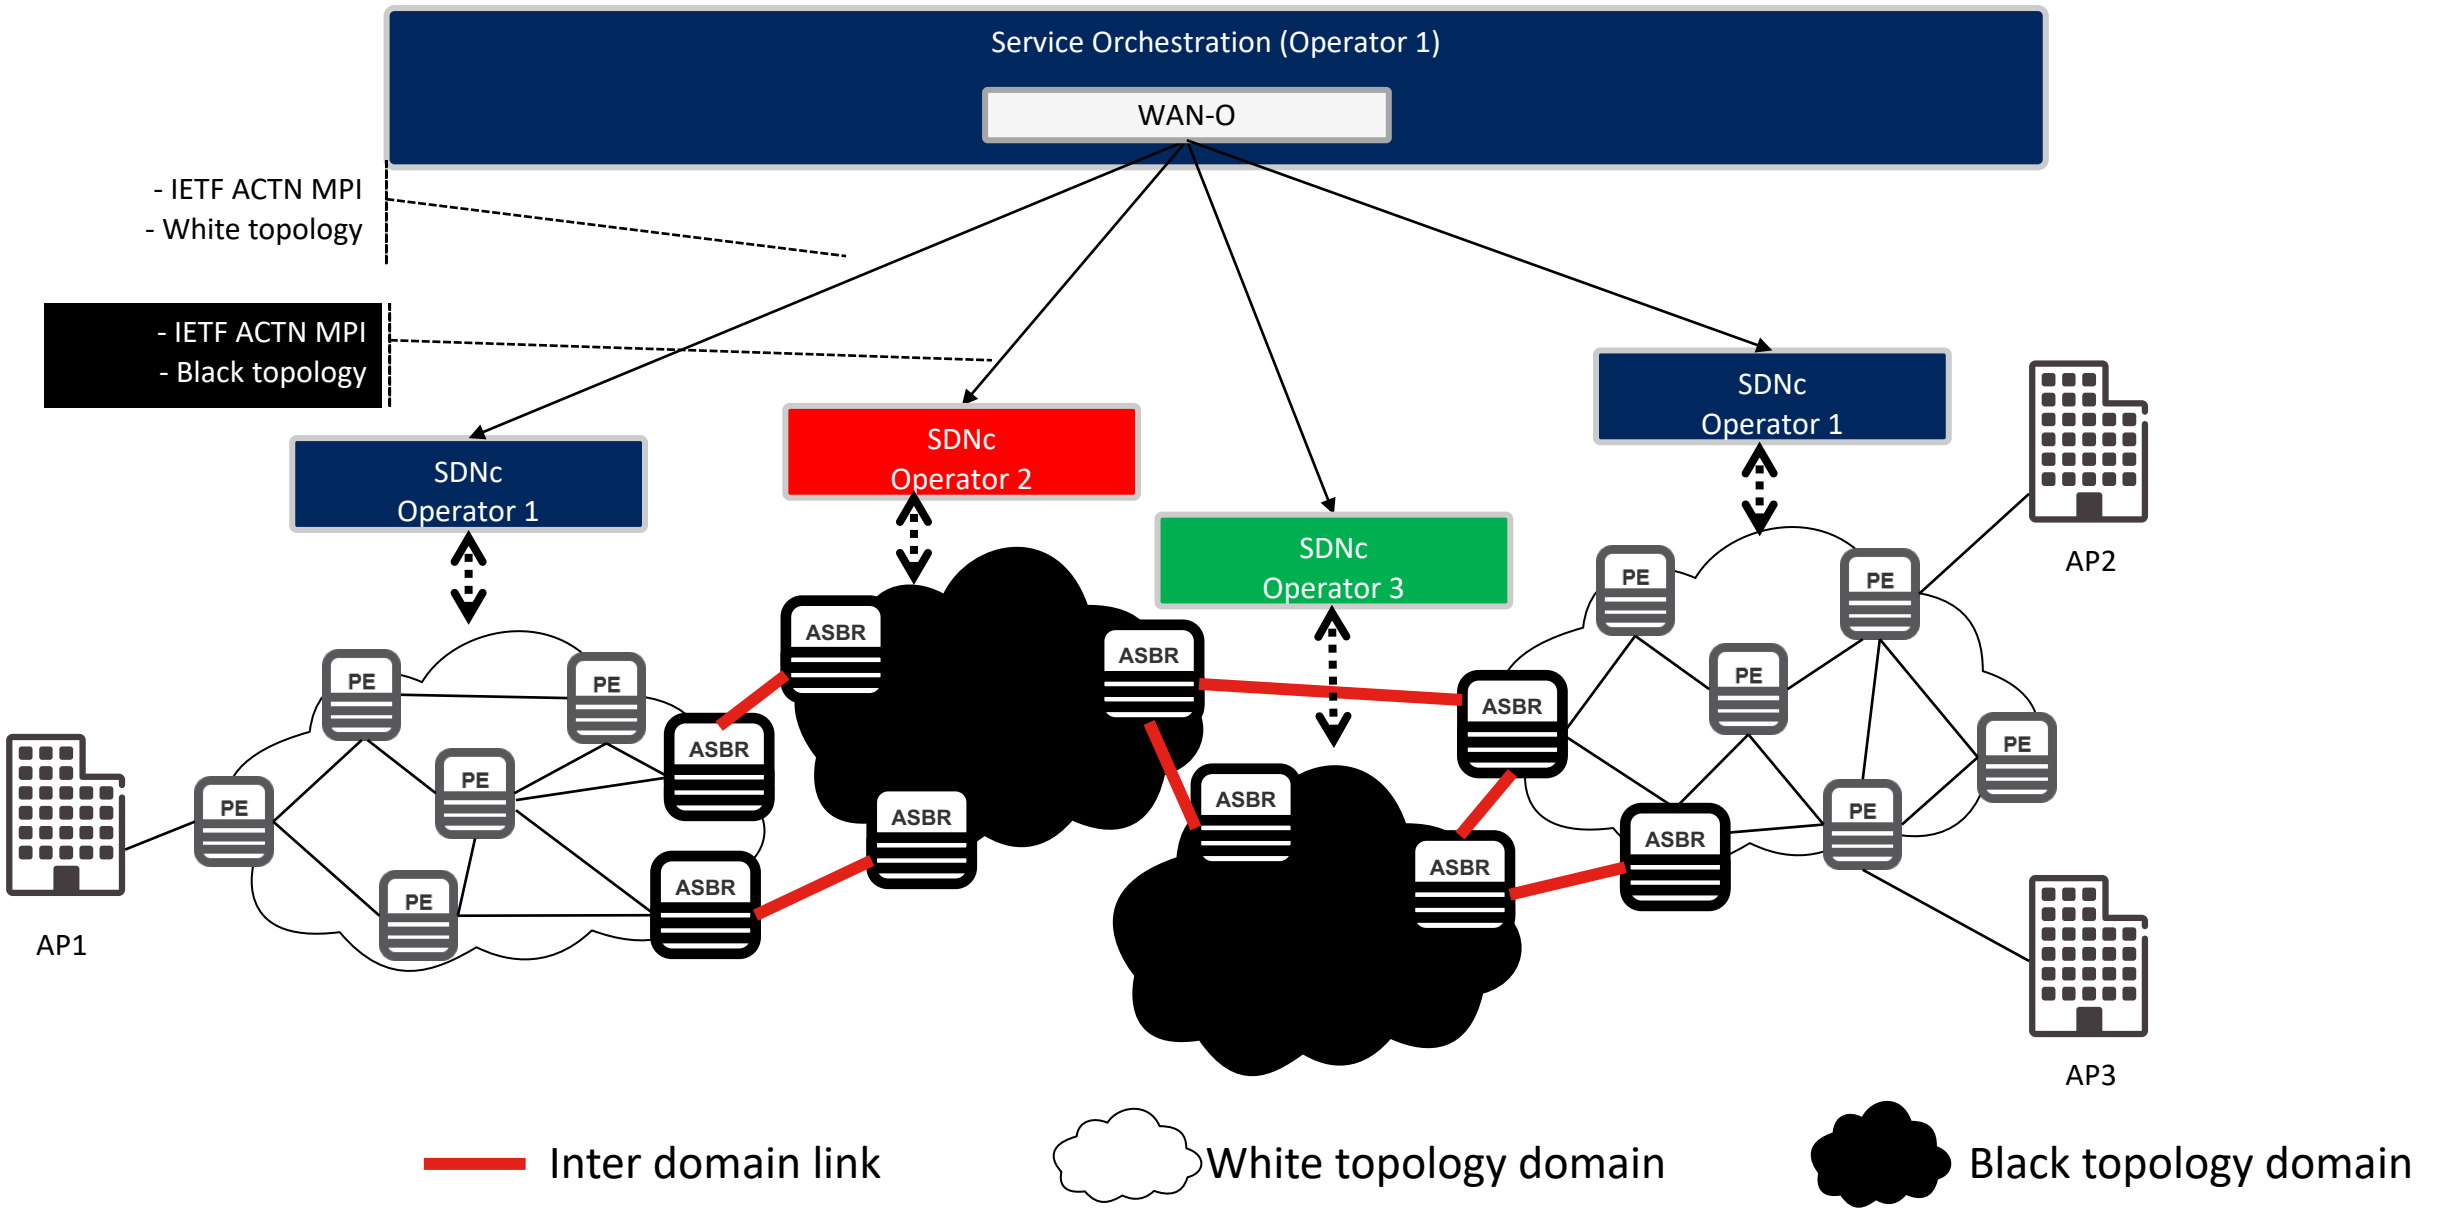 Service Orchestration (Operator 1)
WAN-O
- IETF ACTN MPI
- White topology
- IETF ACTN MPI
- Black topology
SDNc
Operator 1
SDNc
Operator 2
SDNc
Operator 3
SDNc
Operator 1
AP2
PE
PE
PE
PE
PE
ASBR
ASBR
ASBR
ASBR
ASBR
ASBR
PE
PE
PE
PE
PE
ASBR
ASBR
ASBR
AP1
AP3
Inter domain link
White topology domain
Black topology domain